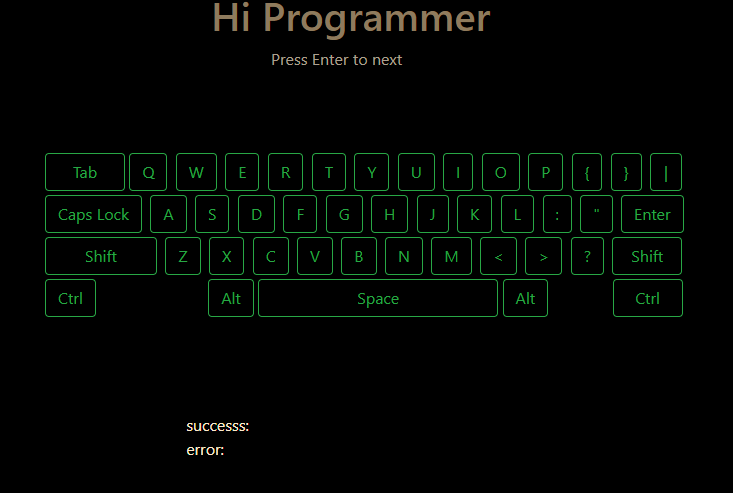 Hi Programmer
Press Enter to next
Tab Q W E R T Y U I O P { } |
Caps Lock A S D F G H J K L : " Enter
Shift Z X C V B N M < > ? Shift
Ctrl Alt Space Alt Ctrl
successs:
error: